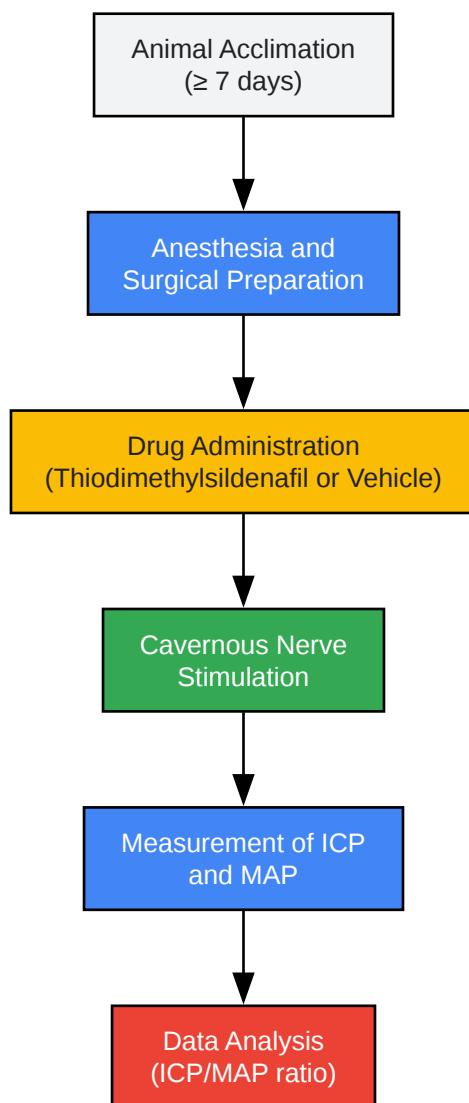 Animal Acclimation
(≥ 7 days)
Anesthesia and
Surgical Preparation
Drug Administration
(Thiodimethylsildenafil or Vehicle)
Cavernous Nerve
Stimulation
Measurement of ICP
and MAP
Data Analysis
(ICP/MAP ratio)